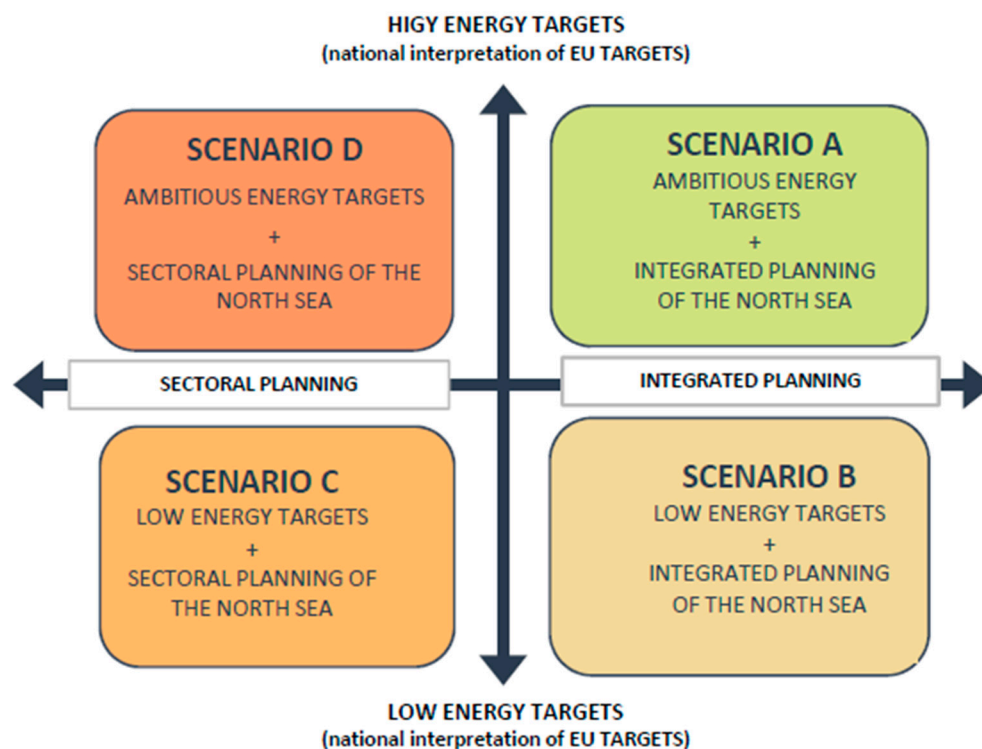 HIGY ENERGY TARGETS
(national interpretation of EU TARGETS)
SCENARIO D
AMBITIOUS ENERGY TARGETS
+
SECTORAL PLANNING OF THE
NORTH SEA
SCENARIO A
AMBITIOUS ENERGY
TARGETS
+
INTEGRATED PLANNING
OF THE NORTH SEA
SECTORAL PLANNING
INTEGRATED PLANNING
SCENARIO C
LOW ENERGY TARGETS
+
SECTORAL PLANNING OF
THE NORTH SEA
SCENARIO B
LOW ENERGY TARGETS
+
INTEGRATED PLANNING
OF THE NORTH SEA
LOW ENERGY TARGETS
(national interpretation of EU TARGETS)